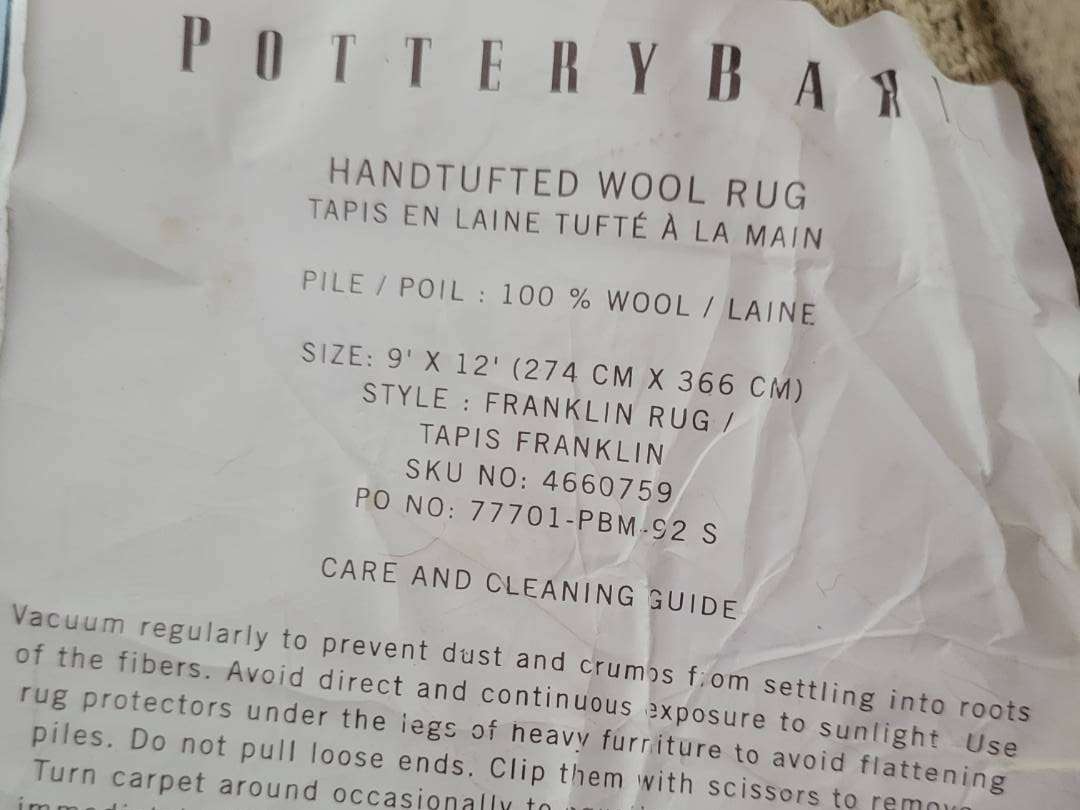 POTTERYBAR
HANDTUFTED WOOL RUG
TAPIS EN LAINE TUFTÉ À LA MAIN
PILE / POIL : 100 % WOOL / LAINE
SIZE: 9' X 12' (274 CM X 366 CM)
STYLE : FRANKLIN RUG /
TAPIS FRANKLIN
SKU NO: 4660759
PO NO: 77701-PBM-92 S
CARE AND CLEANING GUIDE
Vacuum regularly to prevent dust and crumbs from settling into roots
of the fibers. Avoid direct and continuous exposure to sunlight. Use
rug protectors under the legs of heavy furniture to avoid flattening
piles. Do not pull loose ends. Clip them with scissors to remov
Turn carpet around occasionally to